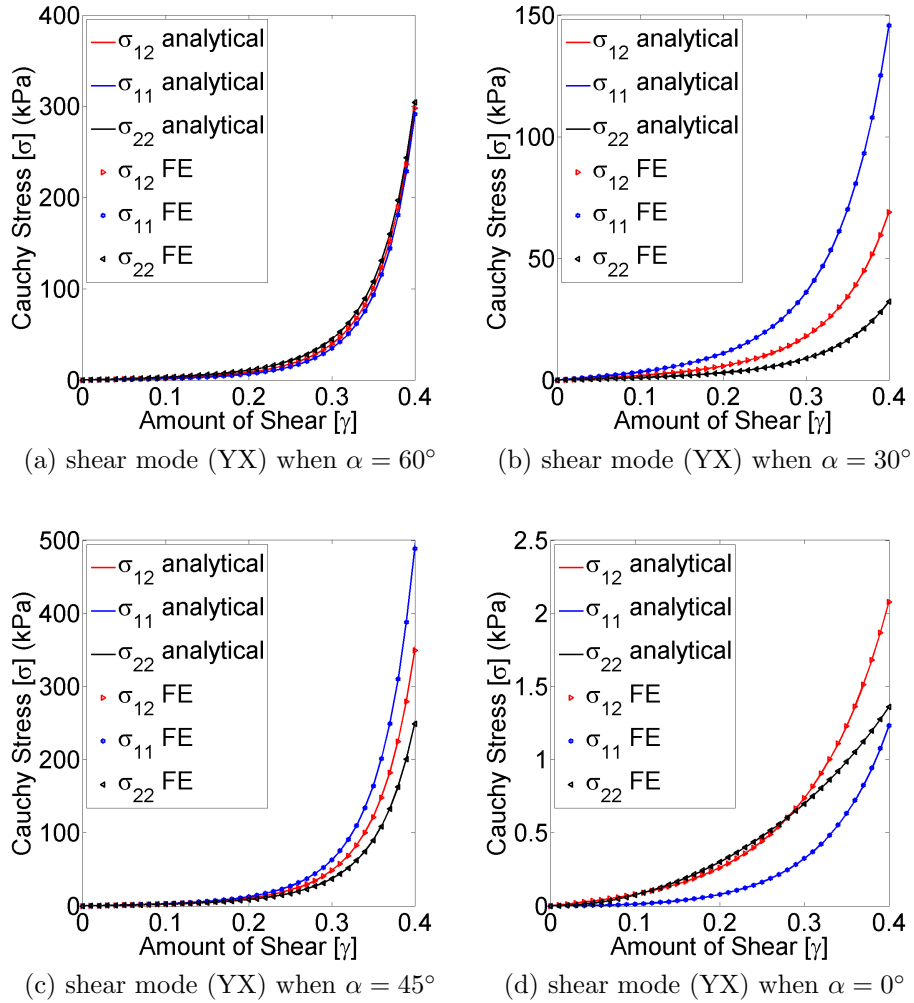 400
300
200
100
0
Cauchy Stress [σ] (kPa)
σ12 analytical
σ11 analytical
σ22 analytical
σ12 FE
σ11 FE
σ22 FE
0 0.1 0.2 0.3 0.4
Amount of Shear [γ]
(a) shear mode (YX) when α = 60°
150
100
50
0
Cauchy Stress [σ] (kPa)
σ12 analytical
σ11 analytical
σ22 analytical
σ12 FE
σ11 FE
σ22 FE
0 0.1 0.2 0.3 0.4
Amount of Shear [γ]
(b) shear mode (YX) when α = 30°
500
400
300
200
100
0
Cauchy Stress [σ] (kPa)
σ12 analytical
σ11 analytical
σ22 analytical
σ12 FE
σ11 FE
σ22 FE
0 0.1 0.2 0.3 0.4
Amount of Shear [γ]
(c) shear mode (YX) when α = 45°
2.5
2
1.5
1
0.5
0
Cauchy Stress [σ] (kPa)
σ12 analytical
σ11 analytical
σ22 analytical
σ12 FE
σ11 FE
σ22 FE
0 0.1 0.2 0.3 0.4
Amount of Shear [γ]
(d) shear mode (YX) when α = 0°